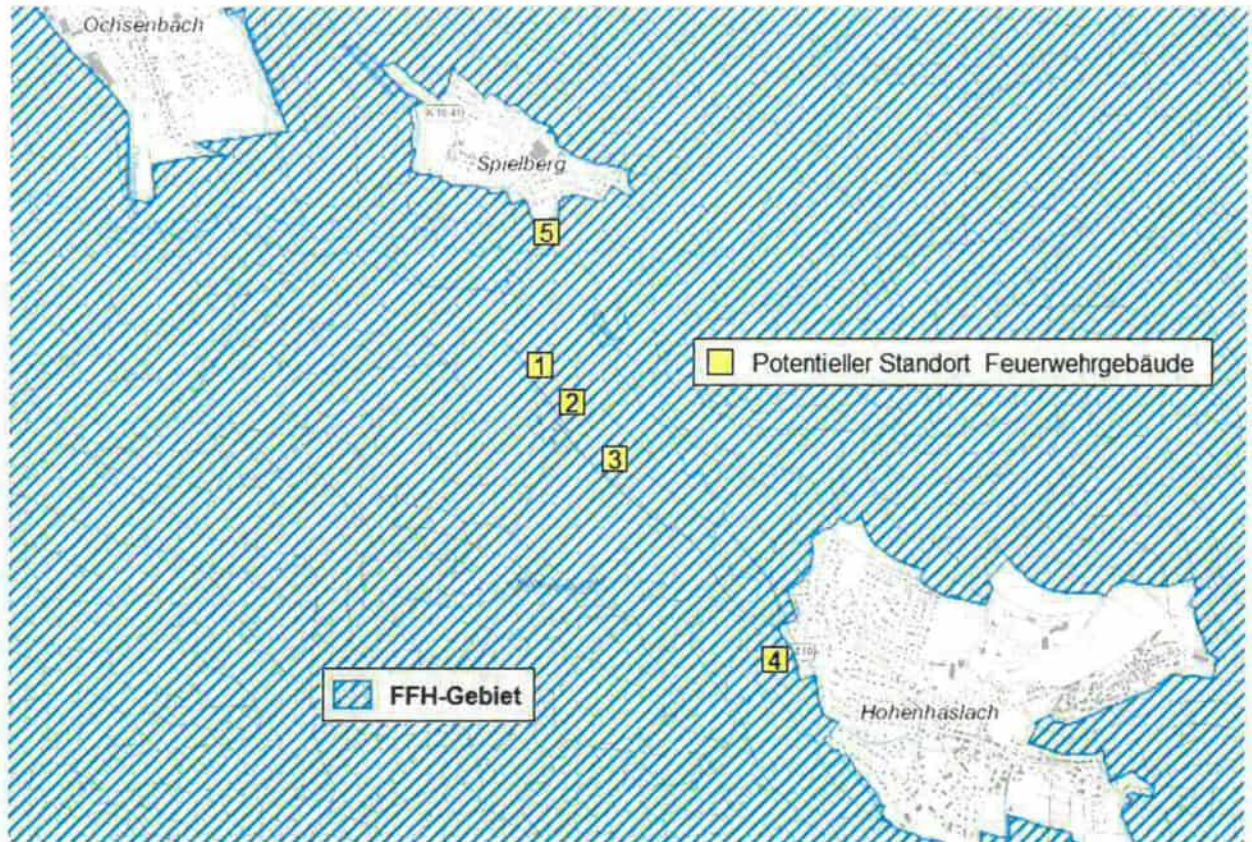 Ochsenbach
Spielberg
5
1
Potentieller Standort Feuerwehrgebäude
2
3
4
FFH-Gebiet
Hohenhaslach